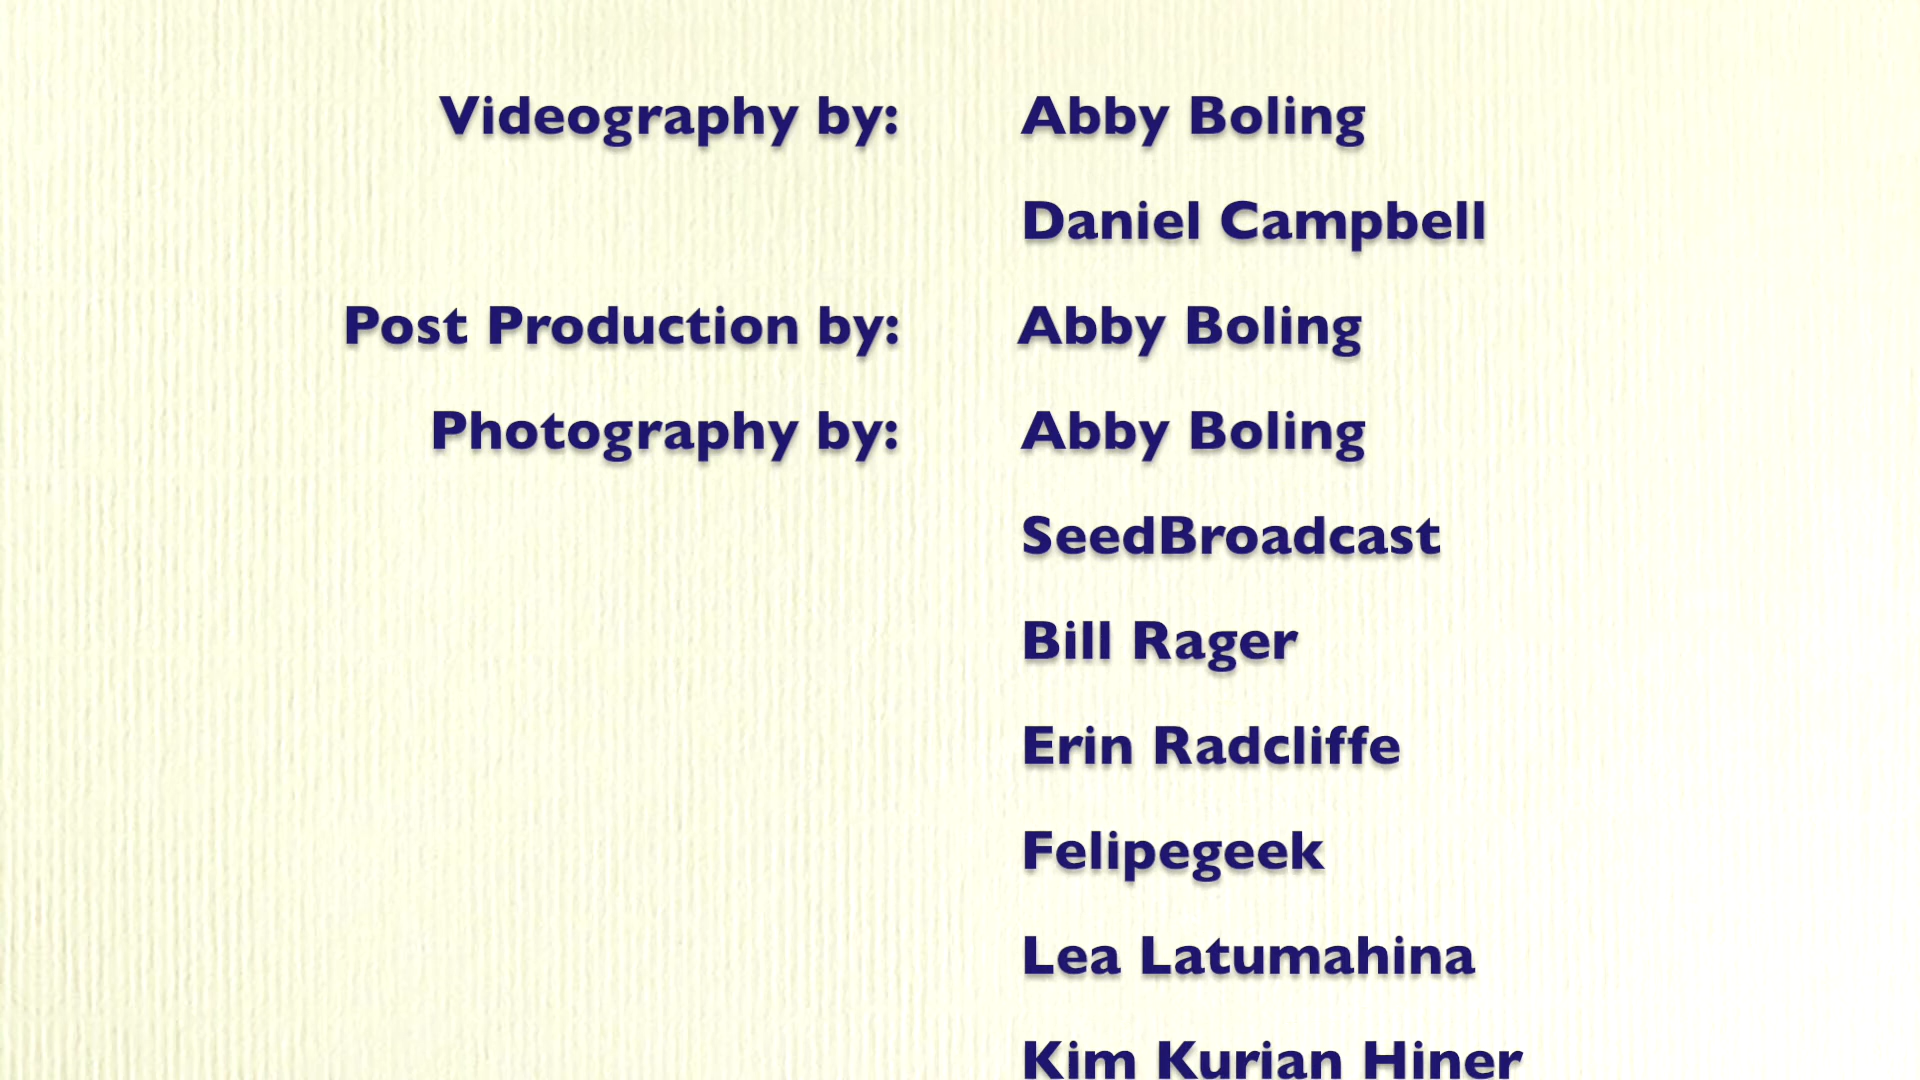 Videography by: Abby Boling
Daniel Campbell
Post Production by: Abby Boling
Photography by: Abby Boling
SeedBroadcast
Bill Rager
Erin Radcliffe
Felipegeek
Lea Latumahina
Kim Kurian Hiner